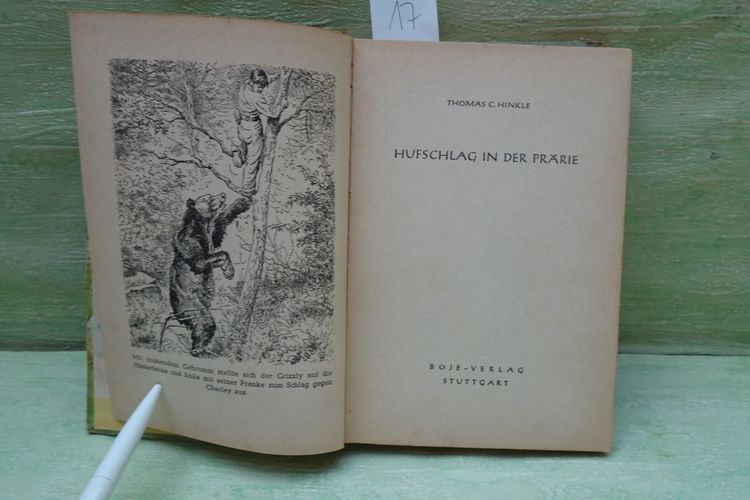 17
Mit drohendem Gebrumm stellte sich der Grizzly auf die
Hinterbeine und holte mit seiner Pranke zum Schlag gegen
Charley aus.
THOMAS C. HINKLE
HUFSCHLAG IN DER PRÄRIE
BOJE-VERLAG
STUTTGART